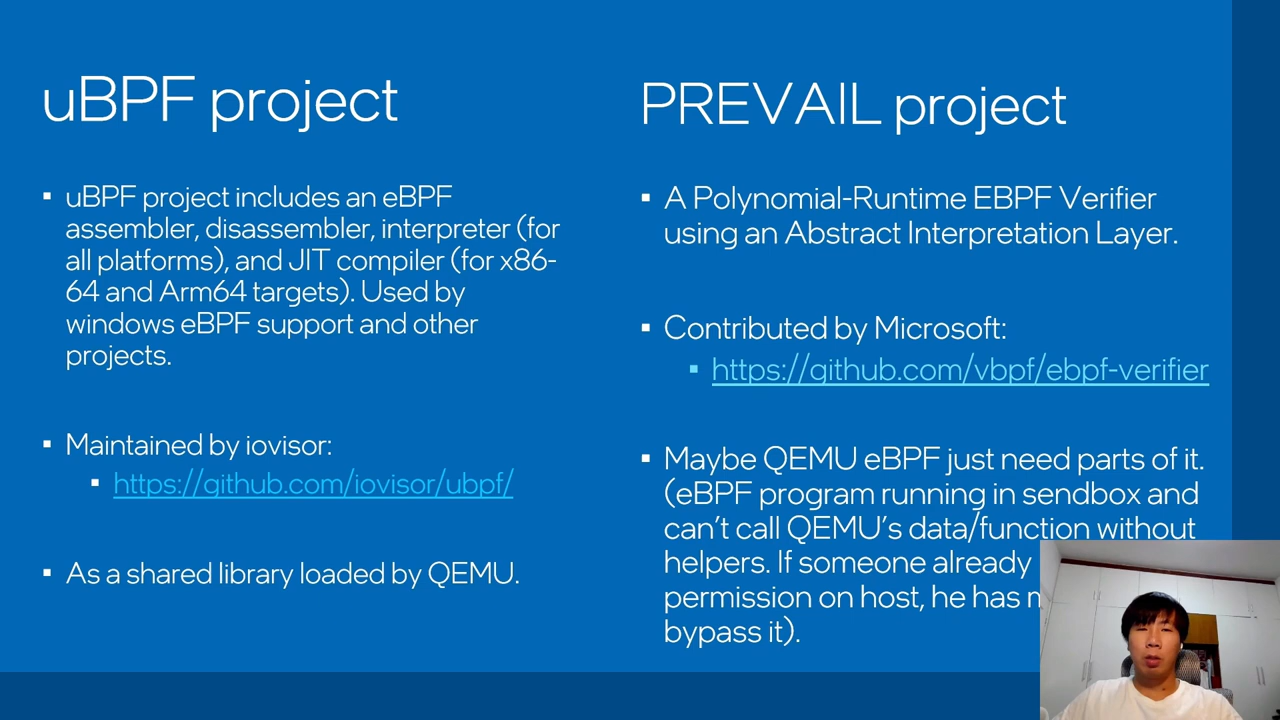 uBPF project
▪ uBPF project includes an eBPF
assembler, disassembler, interpreter (for
all platforms), and JIT compiler (for x86-
64 and Arm64 targets). Used by
windows eBPF support and other
projects.
▪ Maintained by iovisor:
▪ https://github.com/iovisor/ubpf/
▪ As a shared library loaded by QEMU.
PREVAIL project
▪ A Polynomial-Runtime EBPF Verifier
using an Abstract Interpretation Layer.
▪ Contributed by Microsoft:
▪ https://github.com/vbpf/ebpf-verifier
▪ Maybe QEMU eBPF just need parts of it.
(eBPF program running in sendbox and
can't call QEMU's data/function without
helpers. If someone already
permission on host, he has
bypass it).